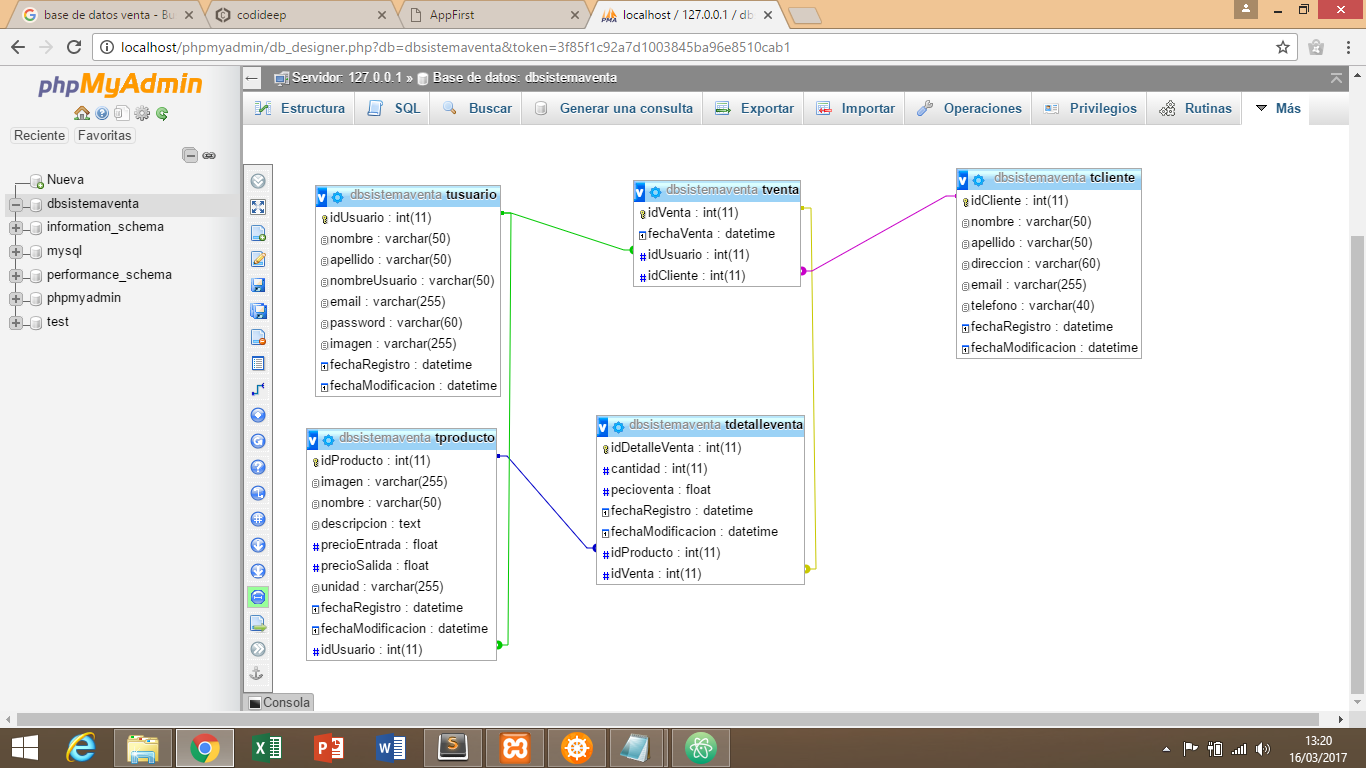 base de datos venta - Bu
codideep
AppFirst
localhost / 127.0.0.1 / db
localhost/phpmyadmin/db_designer.php?db=dbsistemaventa&token=3f85f1c92a7d1003845ba96e8510cab1
phpMyAdmin
Reciente Favoritas
Nueva
dbsistemaventa
information_schema
mysql
performance_schema
phpmyadmin
test
Servidor: 127.0.0.1 » Base de datos: dbsistemaventa
Estructura SQL Buscar Generar una consulta Exportar Importar Operaciones Privilegios Rutinas Más
dbsistemaventa tusuario
idUsuario : int(11)
nombre : varchar(50)
apellido : varchar(50)
nombreUsuario : varchar(50)
email : varchar(255)
password : varchar(60)
imagen : varchar(255)
fechaRegistro : datetime
fechaModificacion : datetime
dbsistemaventa tventa
idVenta : int(11)
fechaVenta : datetime
idUsuario : int(11)
idCliente : int(11)
dbsistemaventa tcliente
idCliente : int(11)
nombre : varchar(50)
apellido : varchar(50)
direccion : varchar(60)
email : varchar(255)
telefono : varchar(40)
fechaRegistro : datetime
fechaModificacion : datetime
dbsistemaventa tproducto
idProducto : int(11)
imagen : varchar(255)
nombre : varchar(50)
descripcion : text
precioEntrada : float
precioSalida : float
unidad : varchar(255)
fechaRegistro : datetime
fechaModificacion : datetime
idUsuario : int(11)
dbsistemaventa tdetalleventa
idDetalleVenta : int(11)
cantidad : int(11)
pecioventa : float
fechaRegistro : datetime
fechaModificacion : datetime
idProducto : int(11)
idVenta : int(11)
Consola
13:20
16/03/2017